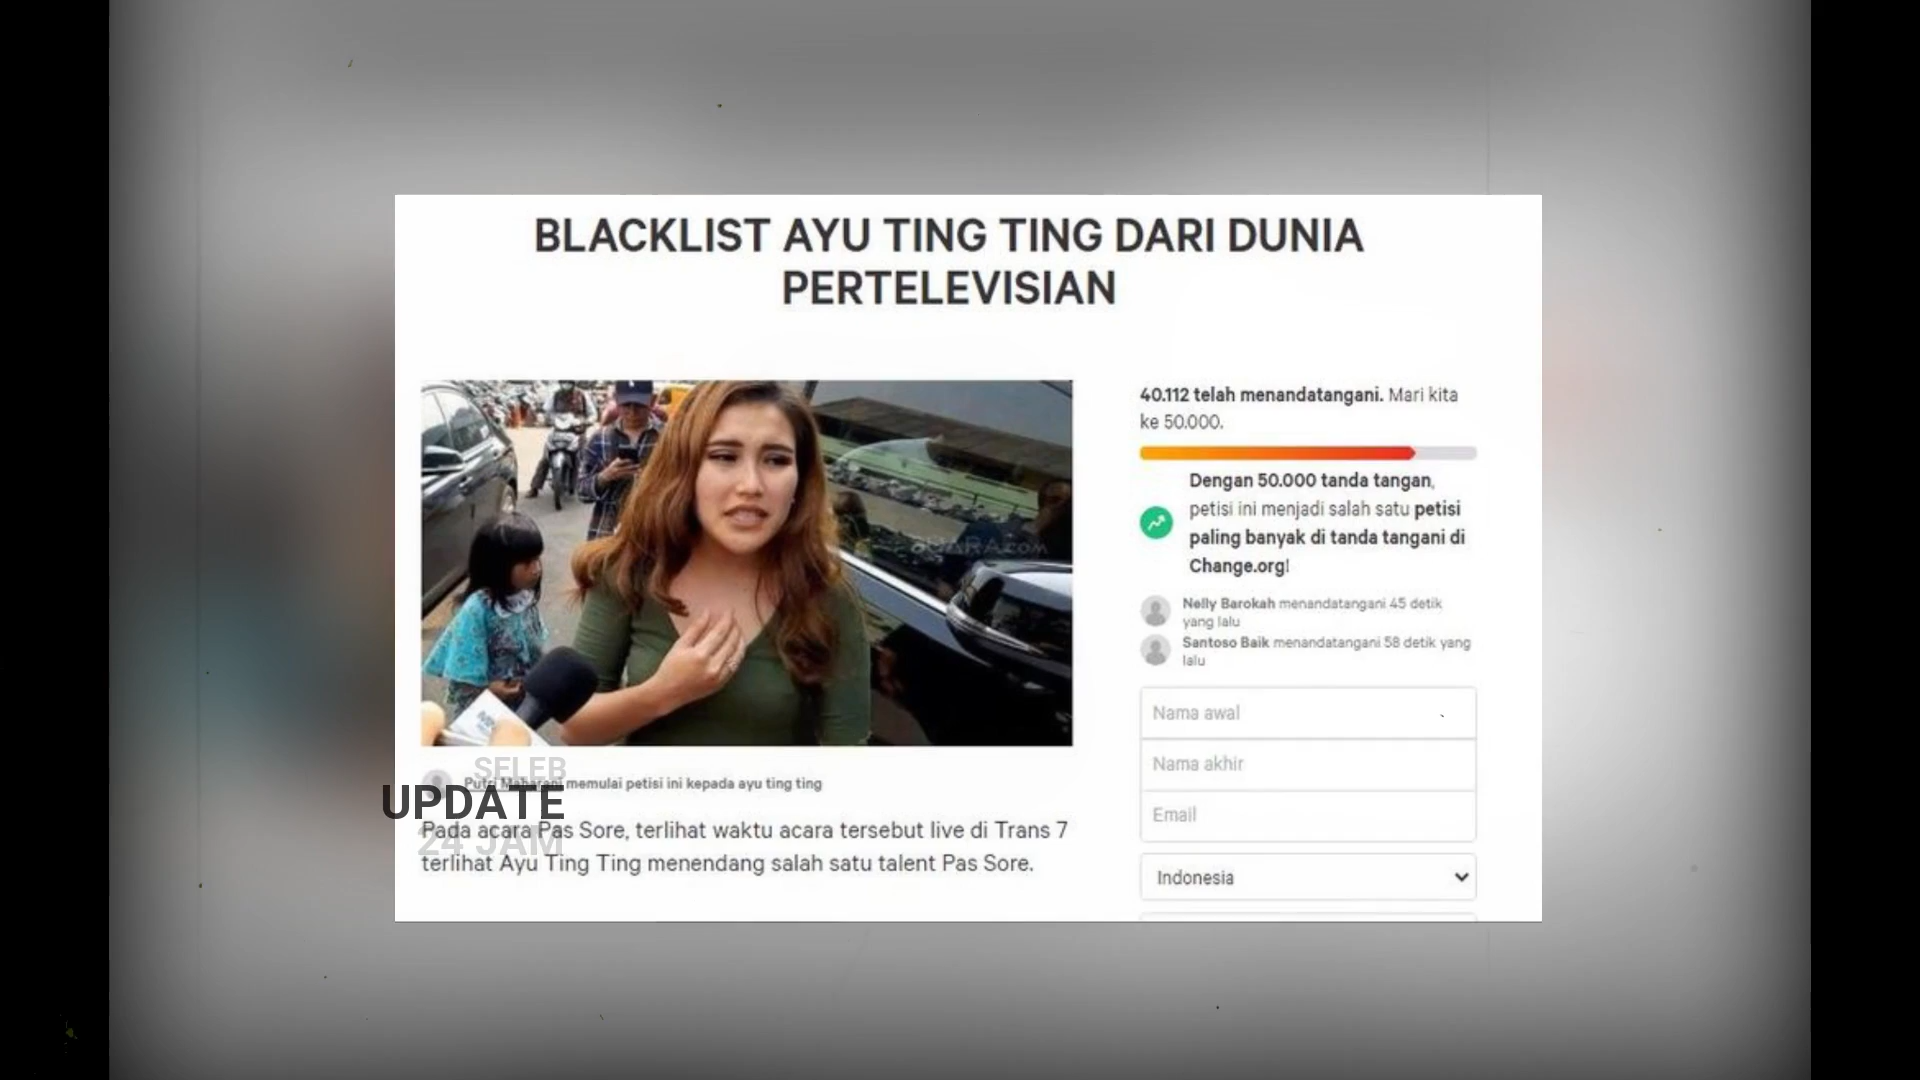 BLACKLIST AYU TING TING DARI DUNIA
PERTELEVISIAN
40.112 telah menandatangani. Mari kita
ke 50.000.
Dengan 50.000 tanda tangan,
petisi ini menjadi salah satu petisi
paling banyak di tanda tangani di
Change.org!
Nelly Barokah menandatangani 45 detik
yang lalu
Santoso Baik menandatangani 58 detik yang
lalu
Nama awal
Nama akhir
Email
Indonesia
Putri Maharani memulai petisi ini kepada ayu ting ting
Pada acara Pas Sore, terlihat waktu acara tersebut live di Trans 7
terlihat Ayu Ting Ting menendang salah satu talent Pas Sore.
SELEB
UPDATE
24 JAM